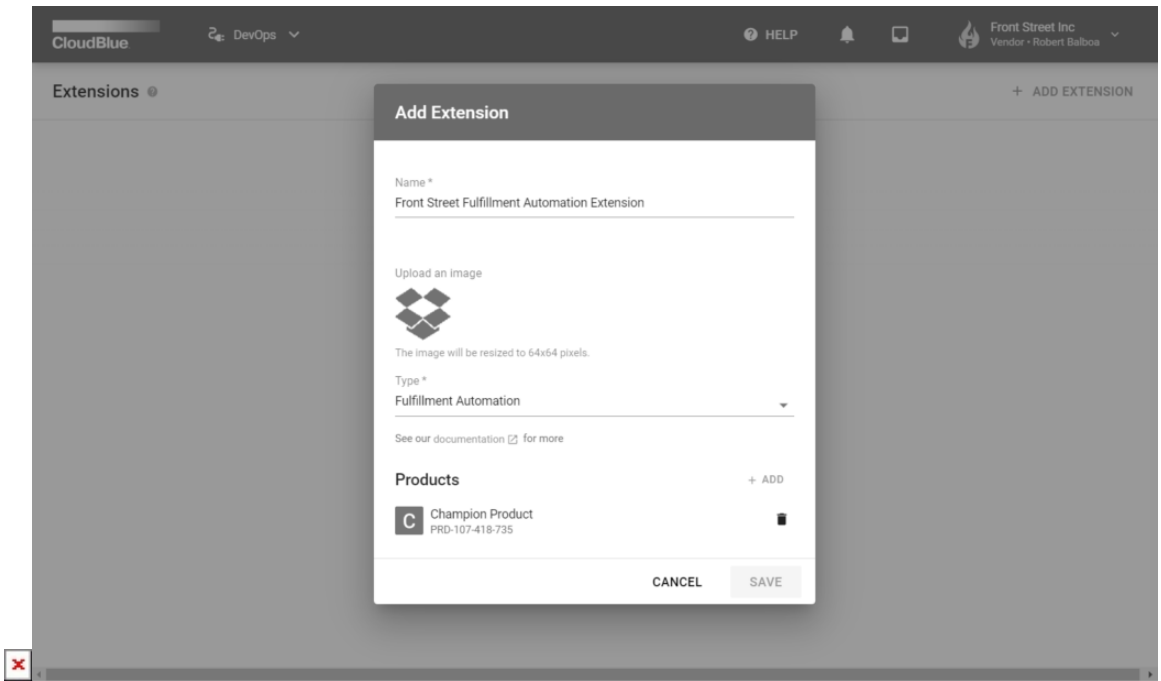 CloudBlue
DevOps
HELP
Front Street Inc
Vendor • Robert Balboa
Extensions
+ ADD EXTENSION
Add Extension
Name *
Front Street Fulfillment Automation Extension
Upload an image
The image will be resized to 64x64 pixels.
Type *
Fulfillment Automation
See our documentation for more
Products
+ ADD
C
Champion Product
PRD-107-418-735
CANCEL
SAVE